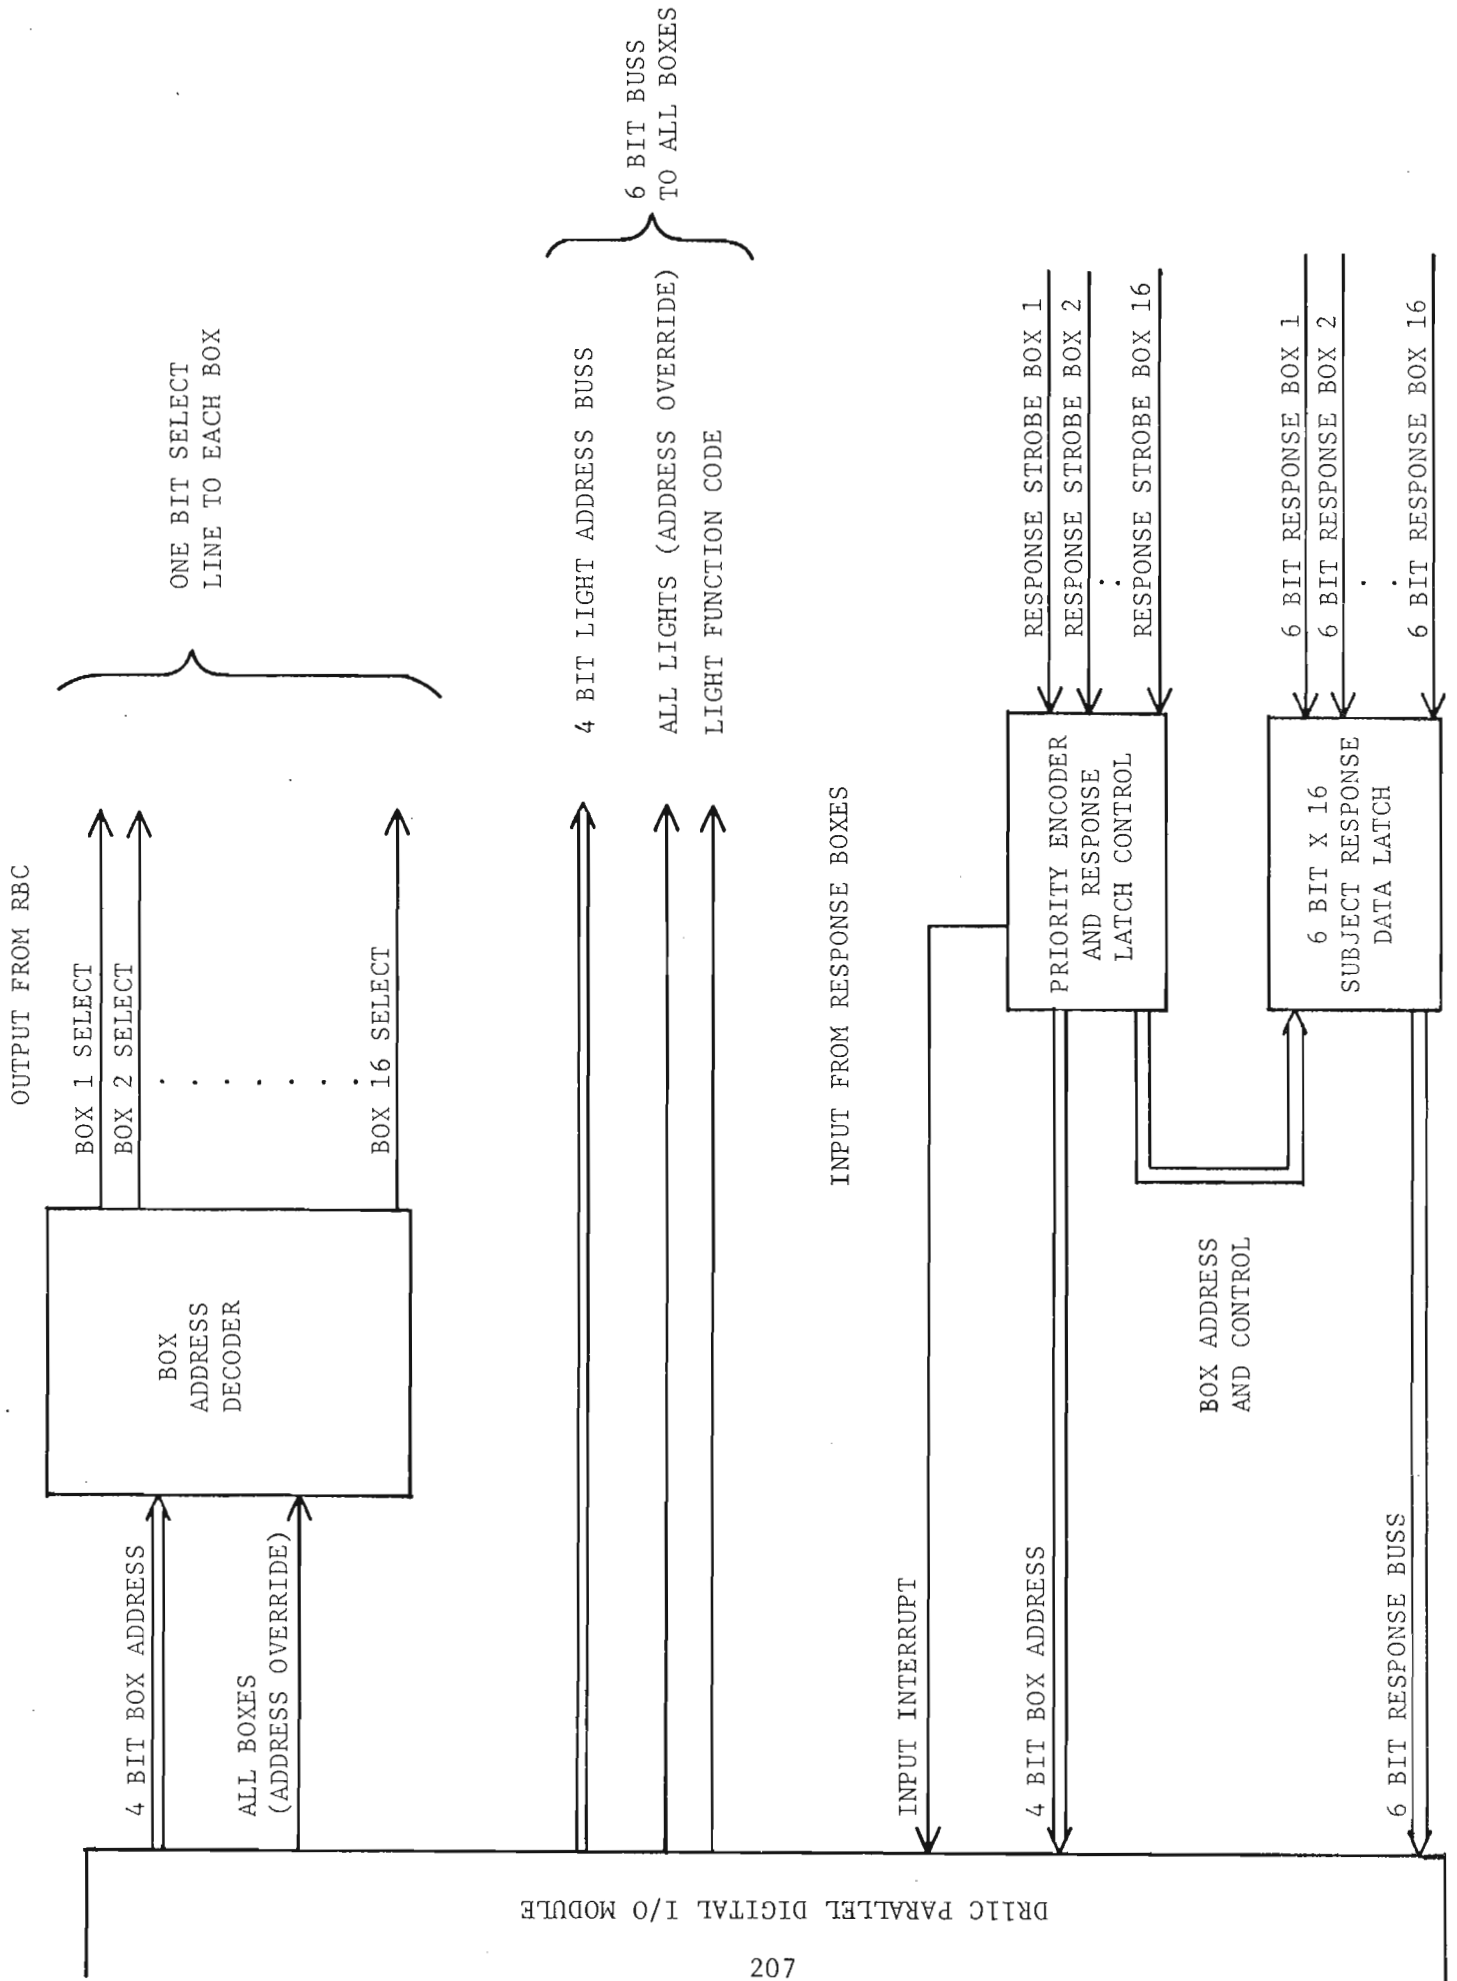 OUTPUT FROM RBC
4 BIT BOX ADDRESS
ALL BOXES
(ADDRESS OVERRIDE)
BOX
ADDRESS
DECODER
BOX 1 SELECT
BOX 2 SELECT
BOX 16 SELECT
ONE BIT SELECT
LINE TO EACH BOX
4 BIT LIGHT ADDRESS BUSS
ALL LIGHTS (ADDRESS OVERRIDE)
LIGHT FUNCTION CODE
6 BIT BUSS
TO ALL BOXES
INPUT FROM RESPONSE BOXES
INPUT INTERRUPT
4 BIT BOX ADDRESS
BOX ADDRESS
AND CONTROL
6 BIT RESPONSE BUSS
PRIORITY ENCODER
AND RESPONSE
LATCH CONTROL
RESPONSE STROBE BOX 1
RESPONSE STROBE BOX 2
RESPONSE STROBE BOX 16
6 BIT X 16
SUBJECT RESPONSE
DATA LATCH
6 BIT RESPONSE BOX 1
6 BIT RESPONSE BOX 2
6 BIT RESPONSE BOX 16
DR11C PARALLEL DIGITAL I/O MODULE
207